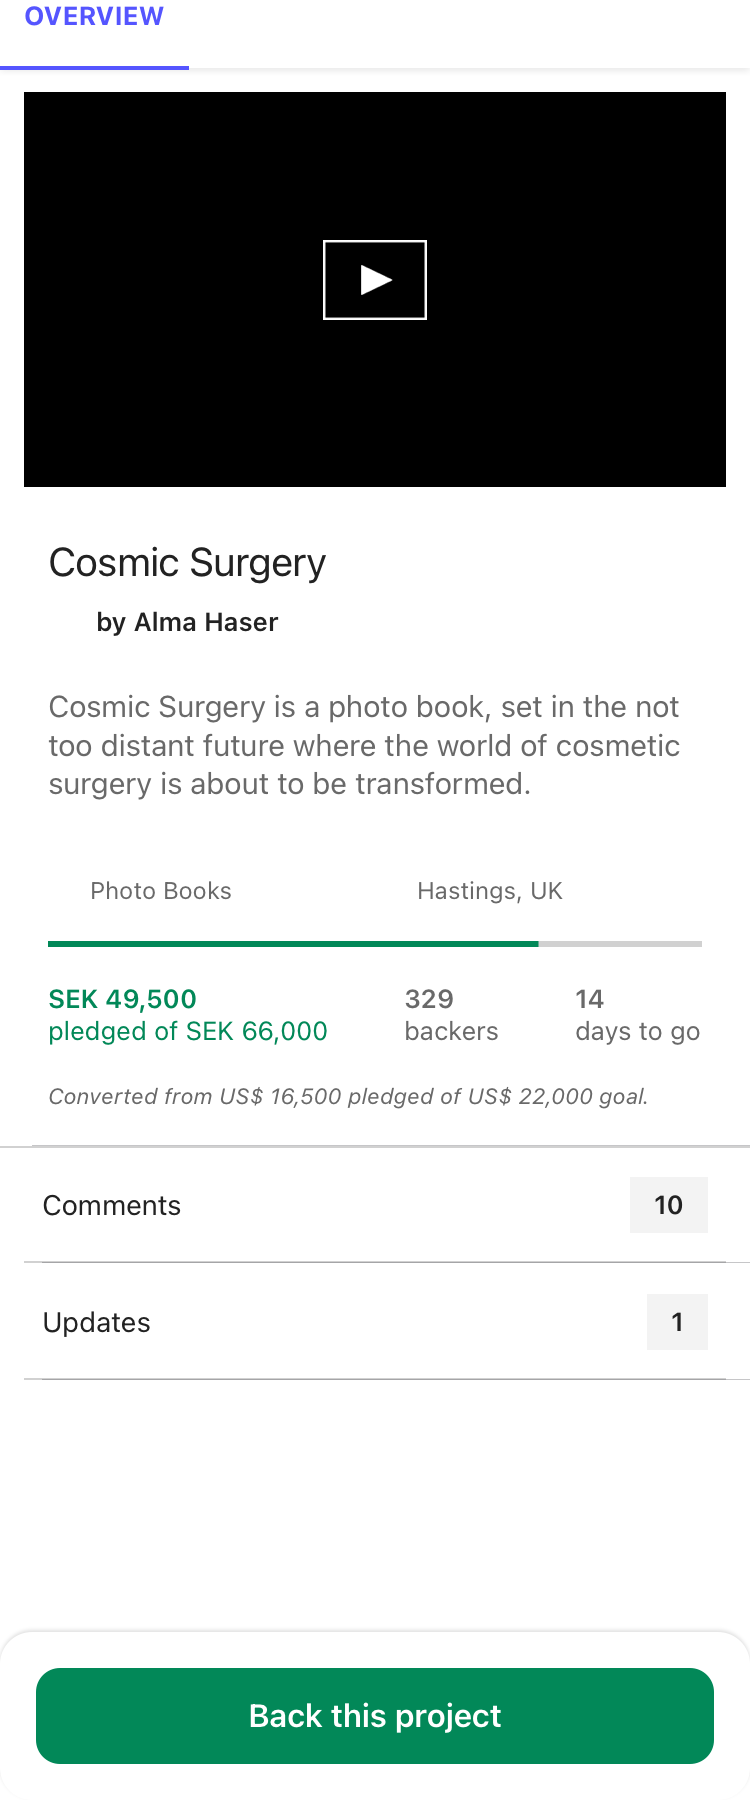 OVERVIEW
Cosmic Surgery
by Alma Haser
Cosmic Surgery is a photo book, set in the not
too distant future where the world of cosmetic
surgery is about to be transformed.
Photo Books
Hastings, UK
SEK 49,500
pledged of SEK 66,000
329
backers
14
days to go
Converted from US$ 16,500 pledged of US$ 22,000 goal.
Comments
10
Updates
1
Back this project